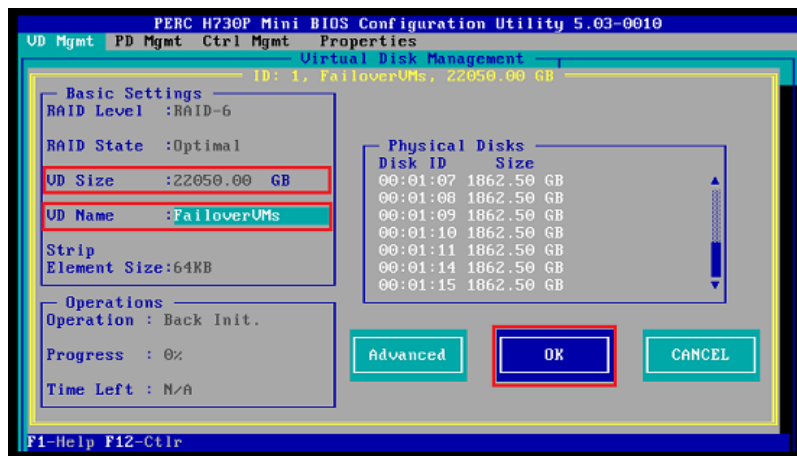 PERC H730P Mini BIOS Configuration Utility 5.03-0010
VD Mgmt PD Mgmt Ctrl Mgmt Properties
Virtual Disk Management
ID: 1, FailoverVMs, 22050.00 GB
Basic Settings
RAID Level :RAID-6
RAID State :Optimal
VD Size :22050.00 GB
VD Name :FailoverVMs
Strip
Element Size:64KB
Physical Disks
Disk ID Size
00:01:07 1862.50 GB
00:01:08 1862.50 GB
00:01:09 1862.50 GB
00:01:10 1862.50 GB
00:01:11 1862.50 GB
00:01:14 1862.50 GB
00:01:15 1862.50 GB
Operations
Operation : Back Init.
Progress : 0%
Time Left : N/A
Advanced
OK
CANCEL
F1-Help F12-Ctlr